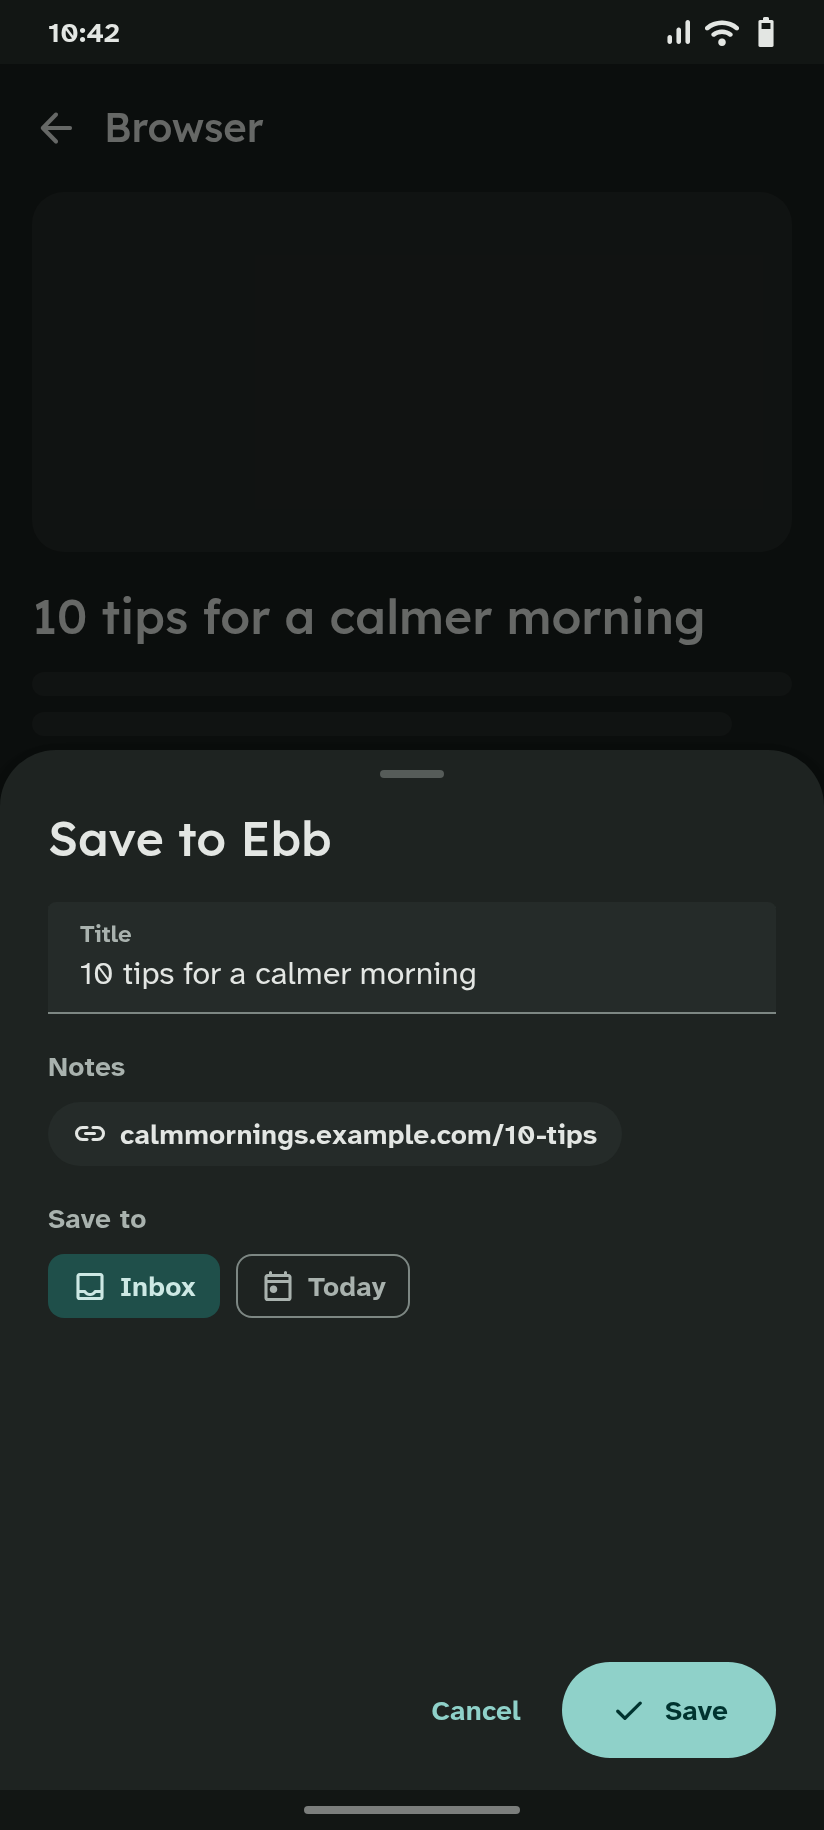 10:42
Browser
10 tips for a calmer morning
Save to Ebb
Title
10 tips for a calmer morning
Notes
calmmornings.example.com/10-tips
Save to
Inbox Today
Cancel Save